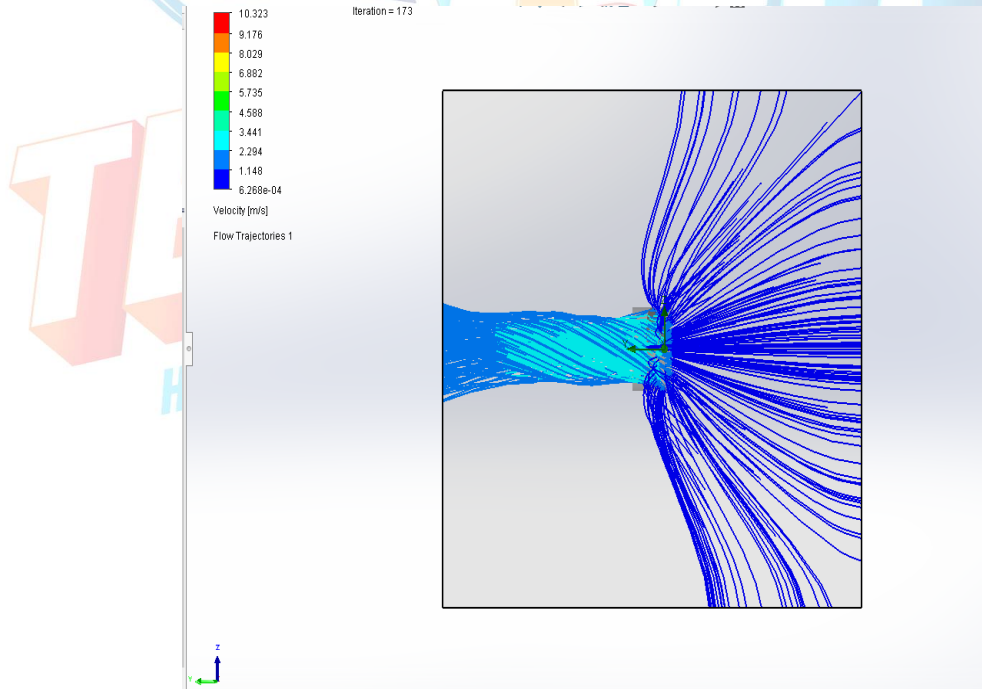 10.323
Iteration = 173
9.176
8.029
6.882
5.735
4.588
3.441
2.294
1.148
6.268e-04
Velocity [m/s]
Flow Trajectories 1
Z
Y